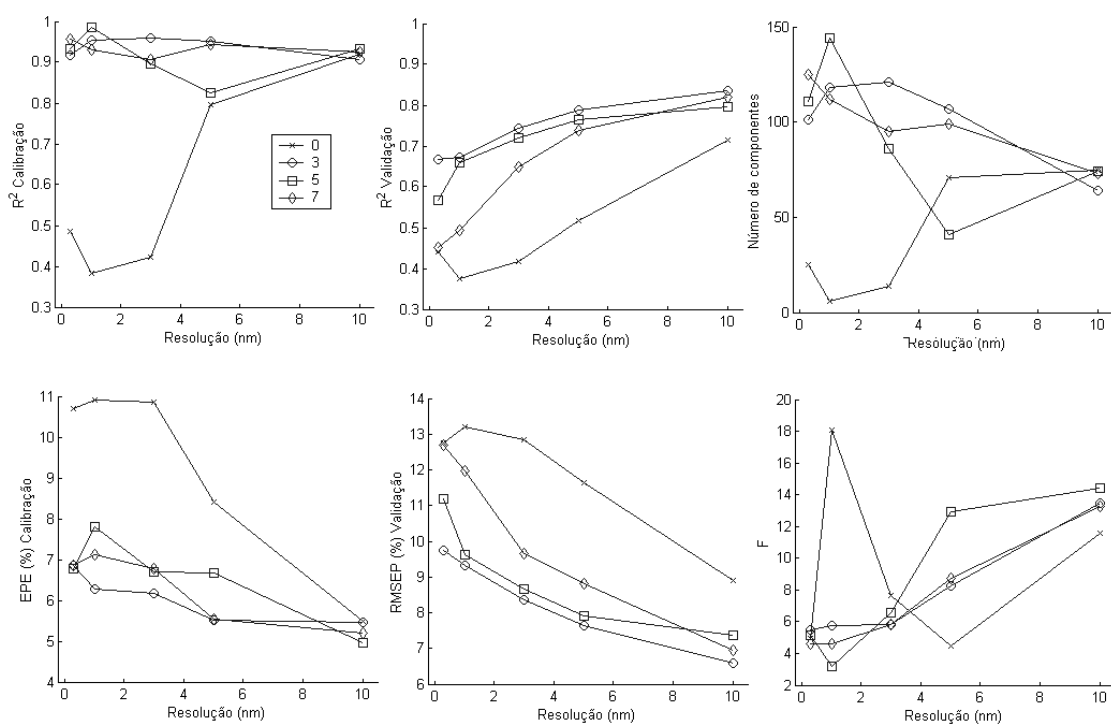 1
0.9
0.8
0.7
0.6
0.5
0.4
0.3
0 2 4 6 8 10
R² Calibração
Resolução (nm)
0
3
5
7
1
0.9
0.8
0.7
0.6
0.5
0.4
0.3
0 2 4 6 8 10
R² Validação
Resolução (nm)
150
100
50
0
0 2 4 6 8 10
Número de componentes
Resolução (nm)
11
10
9
8
7
6
5
4
0 2 4 6 8 10
EPE (%) Calibração
Resolução (nm)
14
13
12
11
10
9
8
7
6
0 2 4 6 8 10
RMSEP (%) Validação
Resolução (nm)
20
18
16
14
12
10
8
6
4
2
0 2 4 6 8 10
F
Resolução (nm)